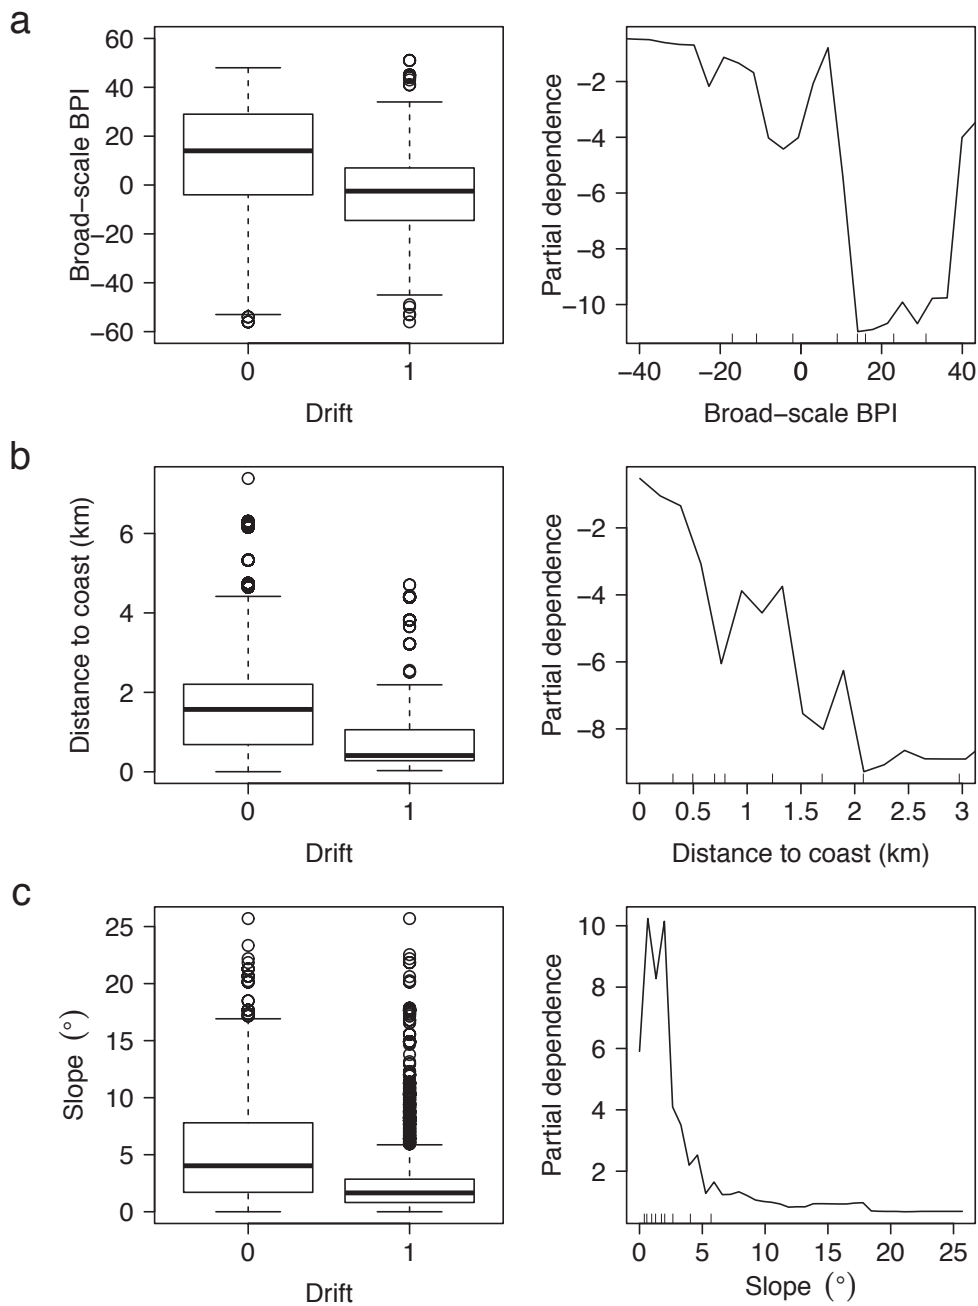 a
60
40
20
0
−20
−40
−60
Broad−scale BPI
0 1
Drift
−2
−4
−6
−8
−10
Partial dependence
−40 −20 0 20 40
Broad−scale BPI
b
6
4
2
0
Distance to coast (km)
0 1
Drift
−2
−4
−6
−8
Partial dependence
0 0.5 1 1.5 2 2.5 3
Distance to coast (km)
c
25
20
15
10
5
0
Slope (°)
0 1
Drift
10
8
6
4
2
Partial dependence
0 5 10 15 20 25
Slope (°)